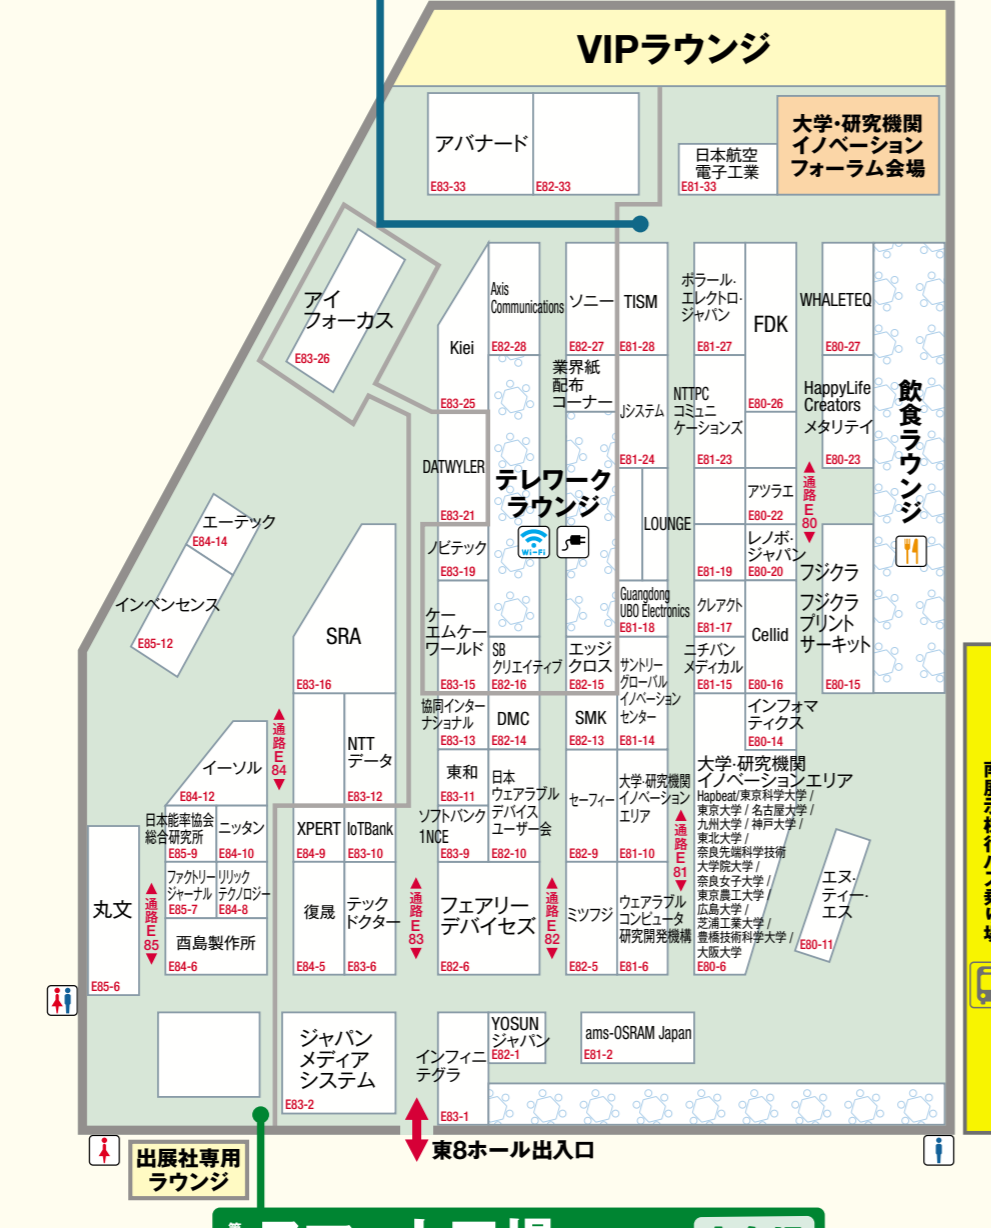 VIPラウンジ
アバナード
E83-33
E82-33
日本航空
電子工業
E81-33
大学・研究機関
イノベーション
フォーラム会場
アイ
フォーカス
E83-26
Kiei
E83-25
Axis
Communications
E82-28
ソニー
E82-27
TISM
E81-28
ポラール・
エレクトロ・
ジャパン
E81-27
FDK
E80-26
WHALETEQ
E80-27
業界紙
配布
コーナー
Jシステム
E81-24
NTTPC
コミュニ
ケーションズ
E81-23
HappyLife
Creators
メタリテイ
E80-23
飲食ラウンジ
DATWYLER
E83-21
テレワーク
ラウンジ
Wi-Fi
LOUNGE
アツラエ
E80-22
通路E80
エーテック
E84-14
インベンセンス
E85-12
ノビテック
E83-19
E81-19
レノボ・
ジャパン
E80-20
フジクラ
フジクラ
プリント
サーキット
E80-15
SRA
E83-16
ケー
エムケー
ワールド
E83-15
SB
クリエイティブ
E82-16
エッジ
クロス
E82-15
Guangdong
UBO Electronics
E81-18
クレアクト
E81-17
ニチバン
メディカル
E81-15
Cellid
E80-16
サントリー
グローバル
イノベーション
センター
E81-14
協同インター
ナショナル
E83-13
DMC
E82-14
SMK
E82-13
インフォマ
ティクス
E80-14
通路E84
NTT
データ
E83-12
イーソル
E84-12
東和
E83-11
日本
ウェアラブル
デバイス
ユーザー会
E82-10
セーフィー
E82-9
大学・研究機関
イノベーション
エリア
E81-10
大学・研究機関
イノベーションエリア
Hapbeat/東京科学大学/
東京大学/名古屋大学/
九州大学/神戸大学/
東北大学/
奈良先端科学技術
大学院大学/
奈良女子大学/
東京農工大学/
広島大学/
芝浦工業大学/
豊橋技術科学大学/
大阪大学
E80-6
通路E81
日本能率協会
総合研究所
E85-9
ニッタン
E84-10
XPERT
E84-9
IoTBank
E83-10
ソフトバンク
1NCE
E83-9
丸文
E85-6
通路E85
ファクトリー
ジャーナル
E85-7
リリック
テクノロジー
E84-8
酉島製作所
E84-6
復晟
E84-5
テック
ドクター
E83-6
通路E83
フェアリー
デバイセズ
E82-6
通路E82
ミツフジ
E82-5
ウェアラブル
コンピュータ
研究開発機構
E81-6
エヌ・
ティー・
エス
E80-11
ジャパン
メディア
システム
E83-2
インフィニ
テグラ
E83-1
YOSUN
ジャパン
E82-1
ams-OSRAM Japan
E81-2
出展社専用
ラウンジ
東8ホール出入口